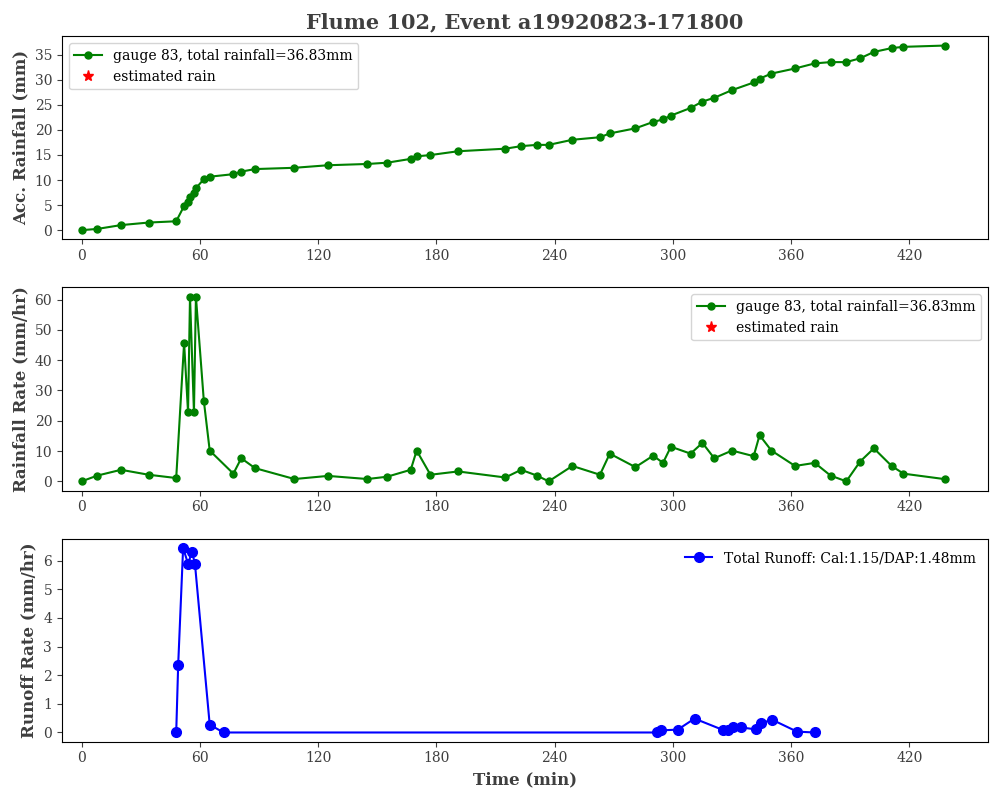 Flume 102, Event a19920823-171800
Acc. Rainfall (mm)
35
30
25
20
15
10
5
0
gauge 83, total rainfall=36.83mm
estimated rain
0 60 120 180 240 300 360 420
Rainfall Rate (mm/hr)
60
50
40
30
20
10
0
gauge 83, total rainfall=36.83mm
estimated rain
0 60 120 180 240 300 360 420
Runoff Rate (mm/hr)
6
5
4
3
2
1
0
Total Runoff: Cal:1.15/DAP:1.48mm
0 60 120 180 240 300 360 420
Time (min)